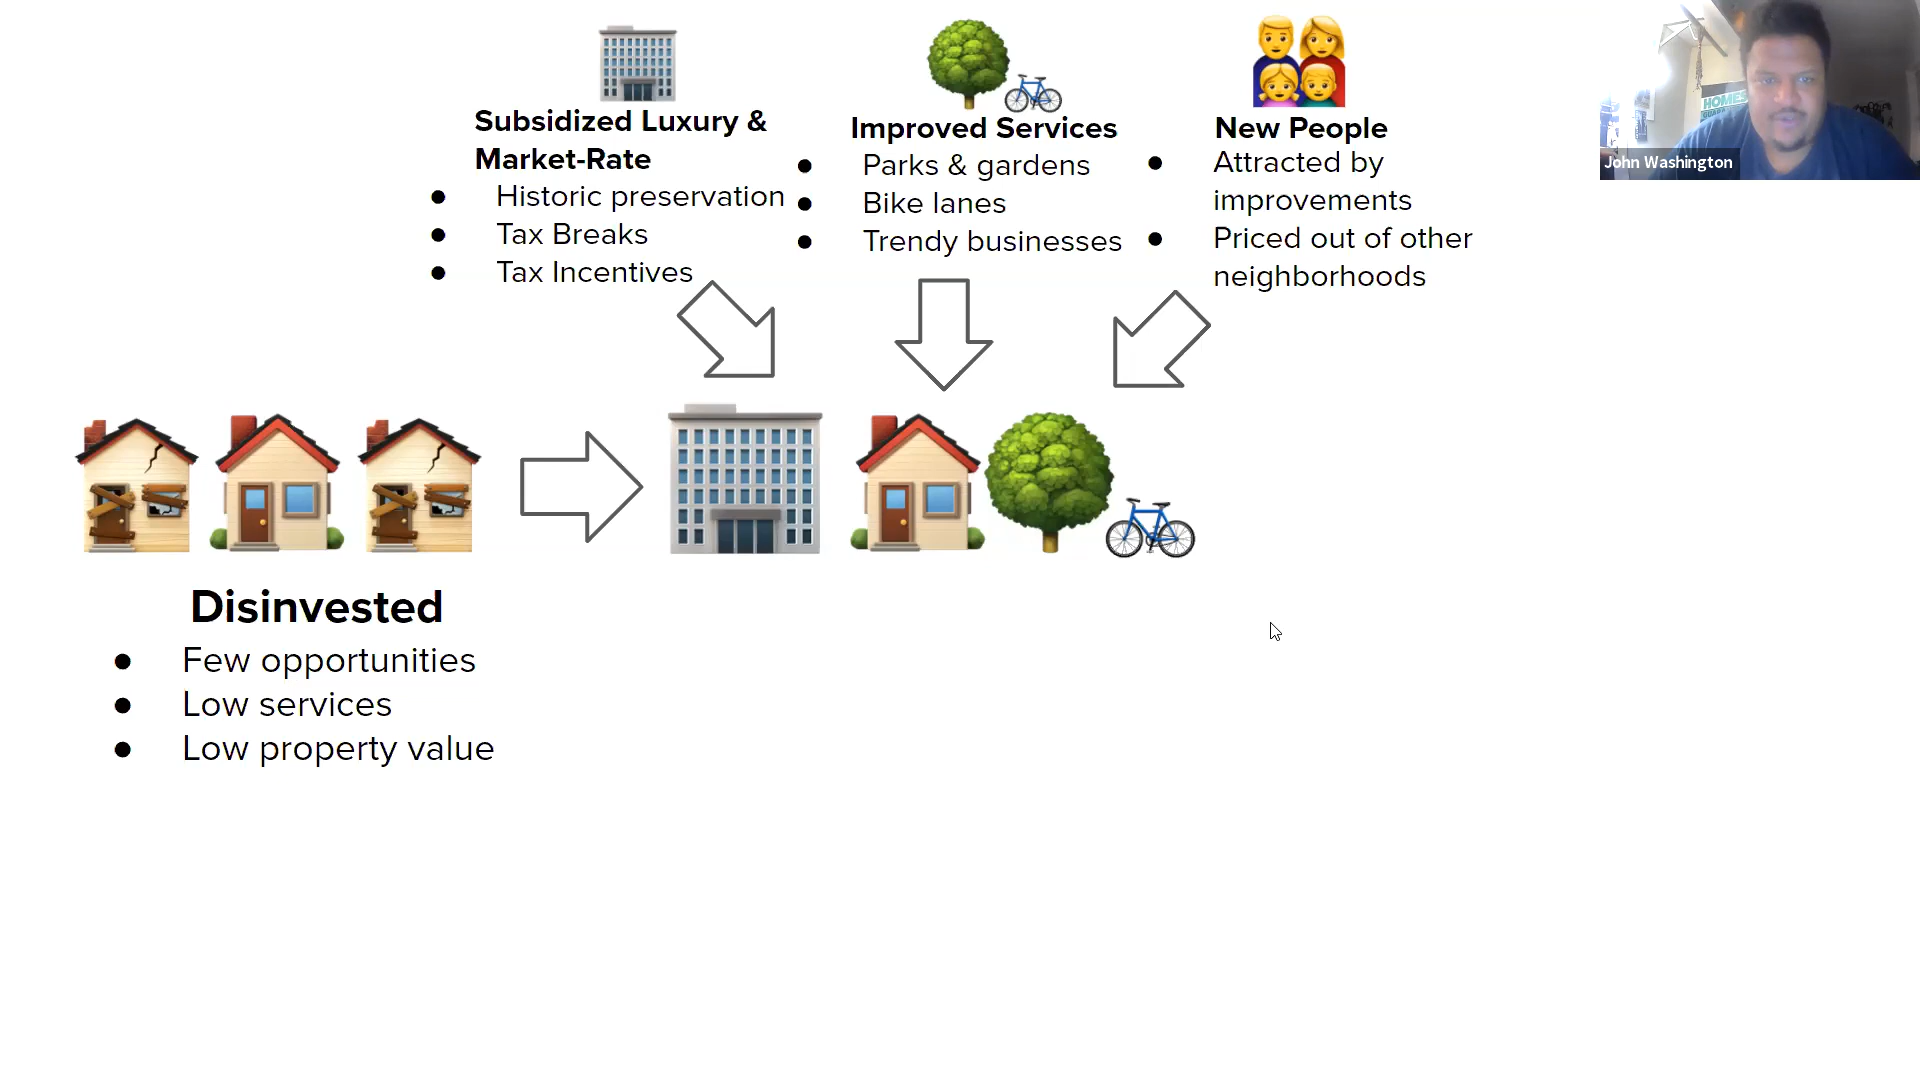 Subsidized Luxury &
Market-Rate
● Historic preservation
● Tax Breaks
● Tax Incentives
Improved Services
● Parks & gardens
● Bike lanes
● Trendy businesses
New People
● Attracted by
improvements
● Priced out of other
neighborhoods
HOMES
John Washington
Disinvested
● Few opportunities
● Low services
● Low property value